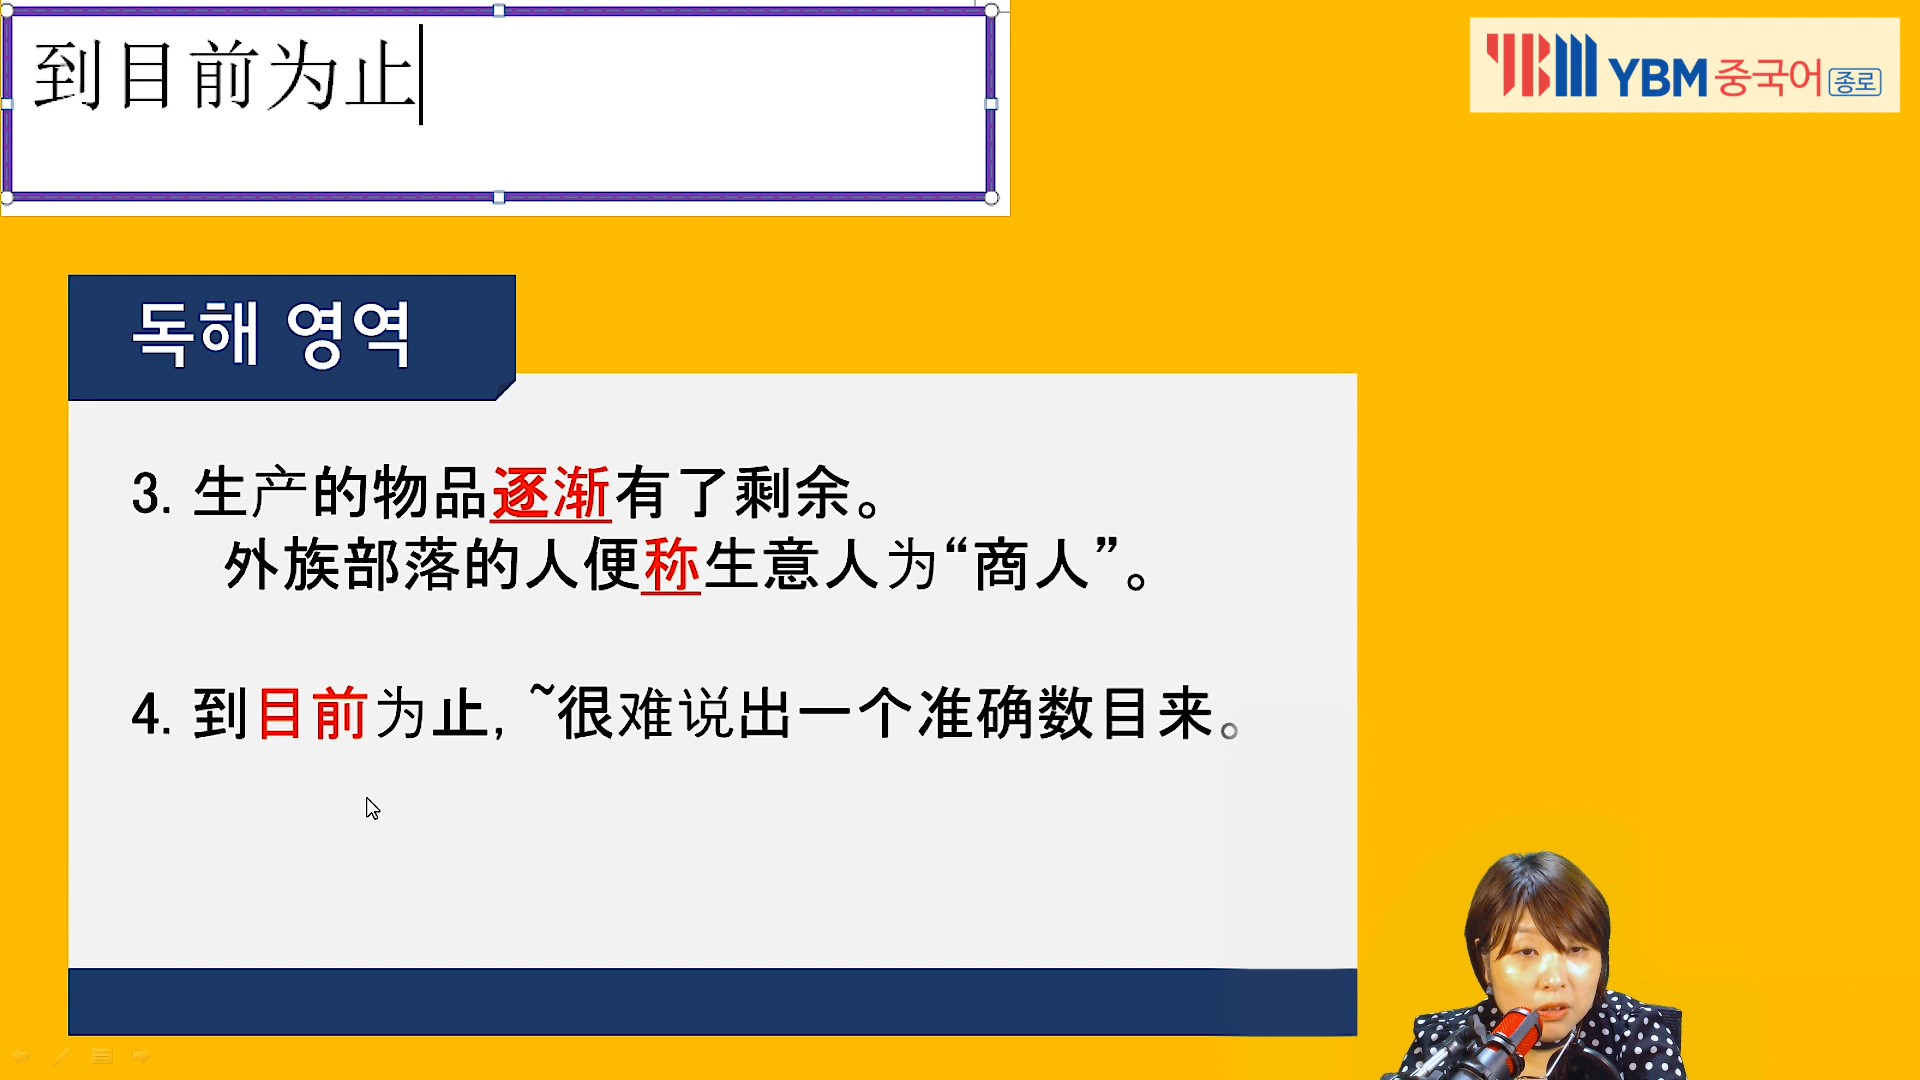 到目前为止
YBM 중국어 종로
독해 영역
3. 生产的物品逐渐有了剩余。
外族部落的人便称生意人为“商人”。
4. 到目前为止, ~很难说出一个准确数目来。